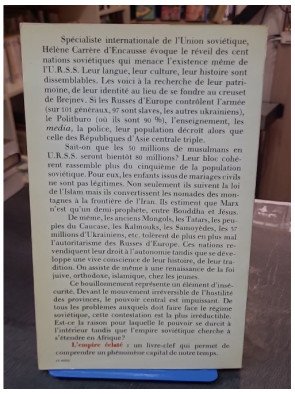 Spécialiste internationale de l'Union soviétique,
Hélène Carrère d'Encausse évoque le réveil des cent
nations soviétiques qui menace l'existence même de
l'U.R.S.S. Leur langue, leur culture, leur histoire sont
dissemblables. Les voici à la recherche de leur patri-
moine, de leur identité au lieu de se fondre au creuset
de Brejnev. Si les Russes d'Europe contrôlent l'armée
(sur 101 généraux, 97 sont slaves, les autres ukrainiens),
le Politburo (où ils sont 90 %), l'enseignement, les
media, la police, leur population décroît alors que
celle des Républiques d'Asie centrale triple.
Sait-on que les 50 millions de musulmans en
U.R.S.S. seront bientôt 80 millions? Leur bloc cohé-
rent rassemble plus du cinquième de la population
soviétique. Pour eux, les enfants issus de mariages civils
ne sont pas légitimes. Non seulement ils suivent la loi
de l'Islam mais ils convertissent les nomades des mon-
tagnes à la frontière de l'Iran. Ils estiment que Marx
n'est qu'un demi-prophète, entre Bouddha et Jésus.
De même, les anciens Mongols, les Tatars, les peu-
ples du Caucase, les Kalmouks, les Samoyèdes, les
millions d'Ukrainiens, etc. tolèrent de plus en plus mal
l'autoritarisme des Russes d'Europe. Ces nations re-
vendiquent leur droit à l'autonomie tandis que se déve-
loppe une vive conscience de leur histoire, de leur tra-
dition. On assiste de même à une renaissance de la foi
juive, orthodoxe, islamique, chez les jeunes.
Ce bouillonnement représente un élément d'insé-
curité. Devant le mouvement irréversible de l'hostilité
des provinces, le pouvoir central est impuissant. De
tous les problèmes auxquels doit faire face le régime
soviétique, cette contestation est la plus irréductible.
Est-ce la raison pour laquelle le pouvoir se durcit à
l'intérieur tandis que l'empire soviétique cherche à
s'étendre en Afrique?
L'empire éclaté : un livre-clef qui permet de
comprendre un phénomène capital de notre temps.